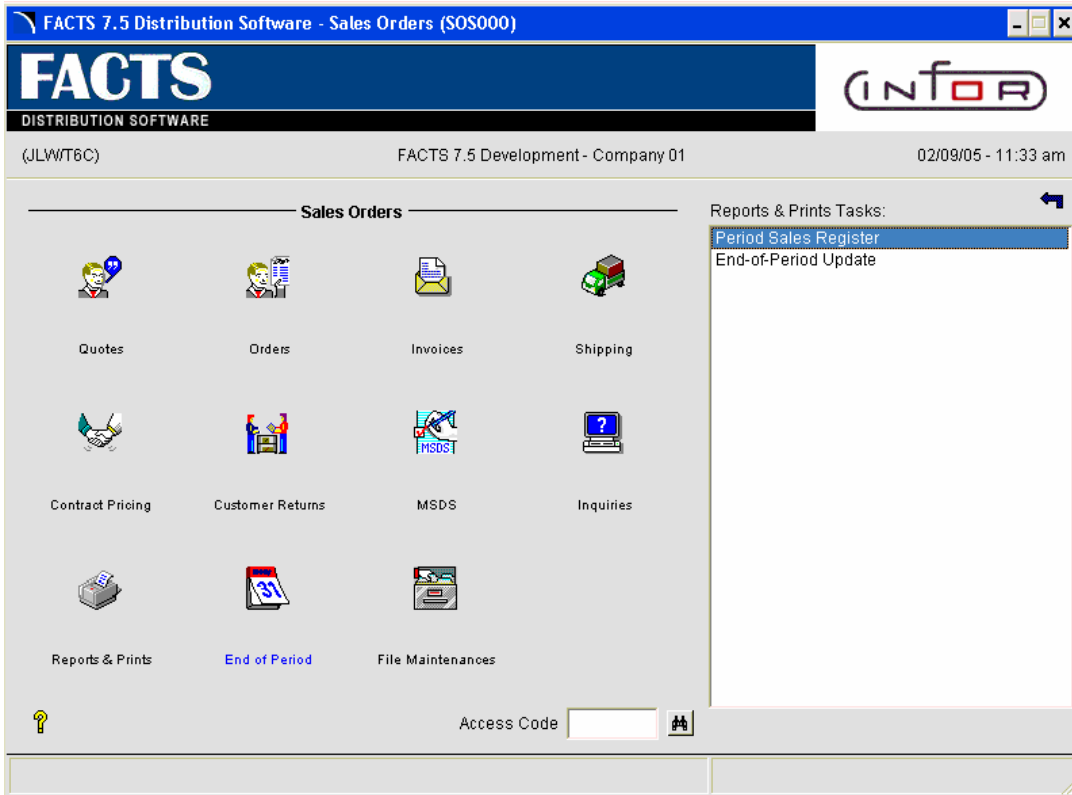 FACTS 7.5 Distribution Software - Sales Orders (SOS000)
FACTS
DISTRIBUTION SOFTWARE
infor
(JLW/T6C) FACTS 7.5 Development - Company 01 02/09/05 - 11:33 am
Sales Orders
Quotes Orders Invoices Shipping
MSDS
?
Contract Pricing Customer Returns MSDS Inquiries
31
Reports & Prints End of Period File Maintenances
?
Access Code
Reports & Prints Tasks:
Period Sales Register
End-of-Period Update